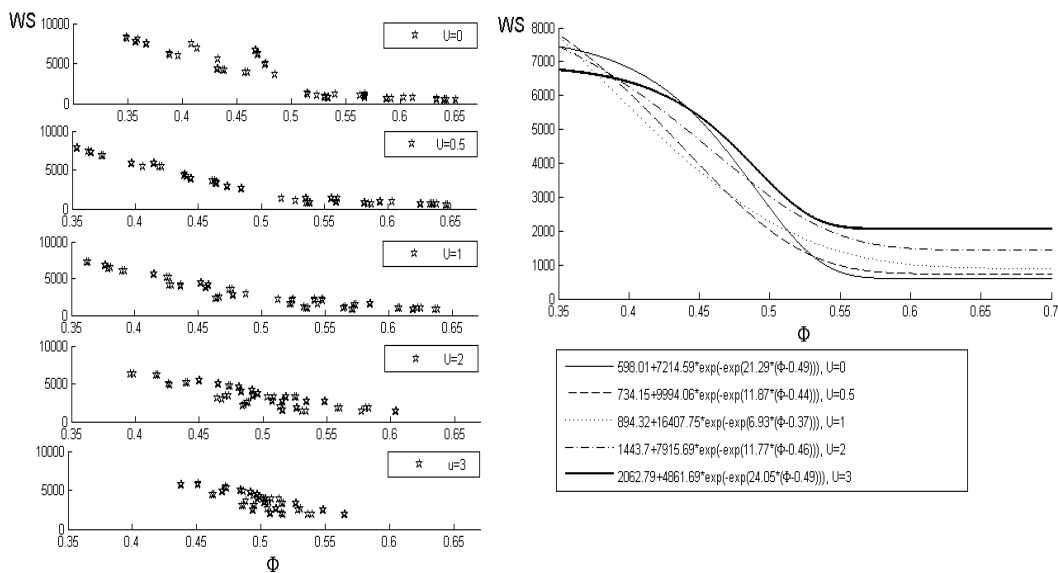 WS
10000
5000
0
0.35 0.4 0.45 0.5 0.55 0.6 0.65
U=0
10000
5000
0
0.4 0.45 0.5 0.55 0.6 0.65
U=0.5
10000
5000
0
0.35 0.4 0.45 0.5 0.55 0.6 0.65
U=1
10000
5000
0
0.35 0.4 0.45 0.5 0.55 0.6 0.65
U=2
10000
5000
0
0.35 0.4 0.45 0.5 0.55 0.6 0.65
u=3
Φ
WS
8000
7000
6000
5000
4000
3000
2000
1000
0
0.35 0.4 0.45 0.5 0.55 0.6 0.65 0.7
Φ
598.01+7214.59*exp(-exp(21.29*(Φ-0.49))), U=0
734.15+9994.06*exp(-exp(11.87*(Φ-0.44))), U=0.5
894.32+16407.75*exp(-exp(6.93*(Φ-0.37))), U=1
1443.7+7915.69*exp(-exp(11.77*(Φ-0.46))), U=2
2062.79+4861.69*exp(-exp(24.05*(Φ-0.49))), U=3